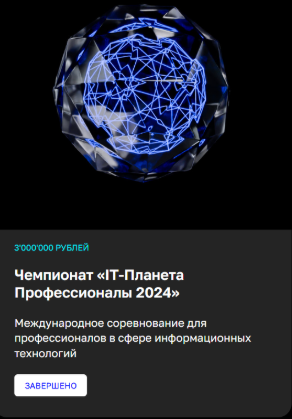 3'000'000 РУБЛЕЙ
Чемпионат «IT-Планета
Профессионалы 2024»
Международное соревнование для
профессионалов в сфере информационных
технологий
ЗАВЕРШЕНО